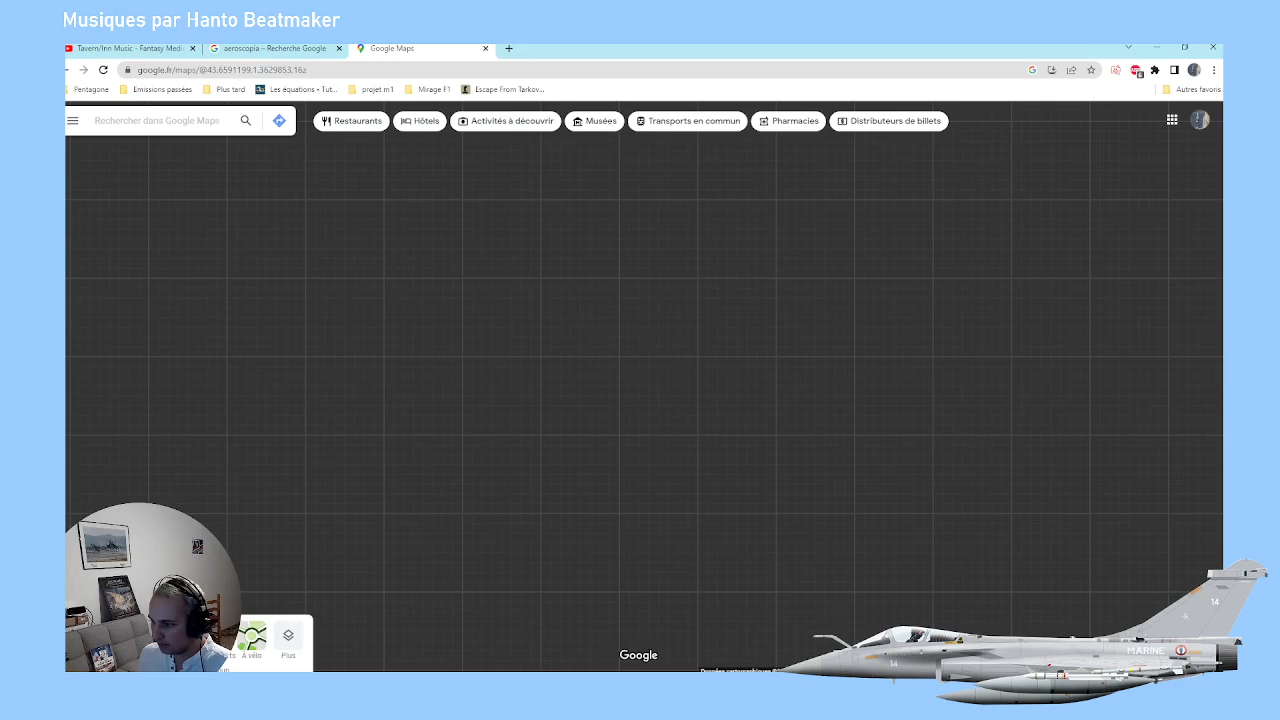 Musiques par Hanto Beatmaker
Tavern/Inn Music - Fantasy Medi
aeroscopia – Recherche Google
Google Maps
google.fr/maps/@43.6591199,1.3629853,16z
Pentagone
Emissions passées
Plus tard
Les équations • Tut...
projet m1
Mirage F1
Escape From Tarkov...
Autres favoris
Rechercher dans Google Maps
Restaurants
Hôtels
Activités à découvrir
Musées
Transports en commun
Pharmacies
Distributeurs de billets
14
MARINE
14
À vélo
Plus
Google